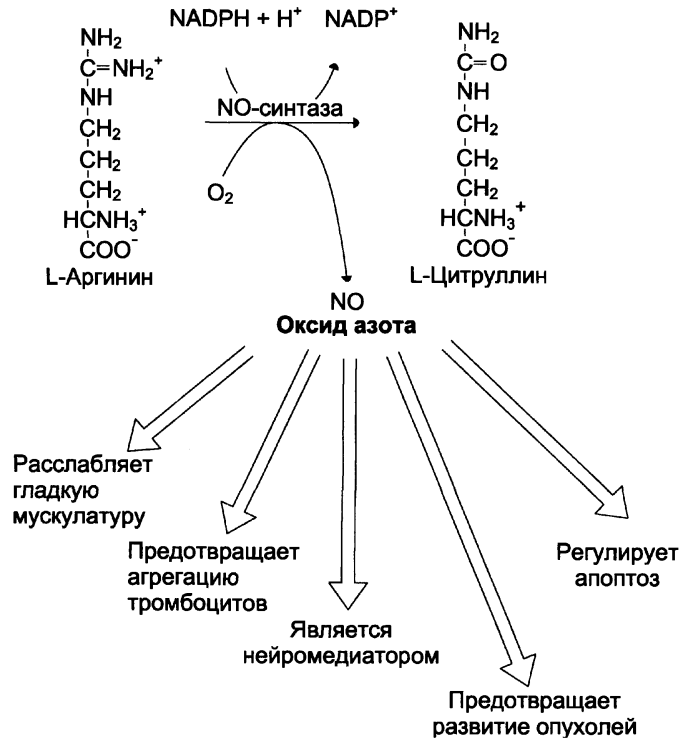 NADPH + H⁺ NADP⁺
NH₂
C=NH₂⁺
NH
CH₂
CH₂
CH₂
HCNH₃⁺
COO⁻
L-Аргинин
NO-синтаза
O₂
NH₂
C=O
NH
CH₂
CH₂
CH₂
HCNH₃⁺
COO⁻
L-Цитруллин
NO
Оксид азота
Расслабляет
гладкую
мускулатуру
Предотвращает
агрегацию
тромбоцитов
Является
нейромедиатором
Предотвращает
развитие опухолей
Регулирует
апоптоз